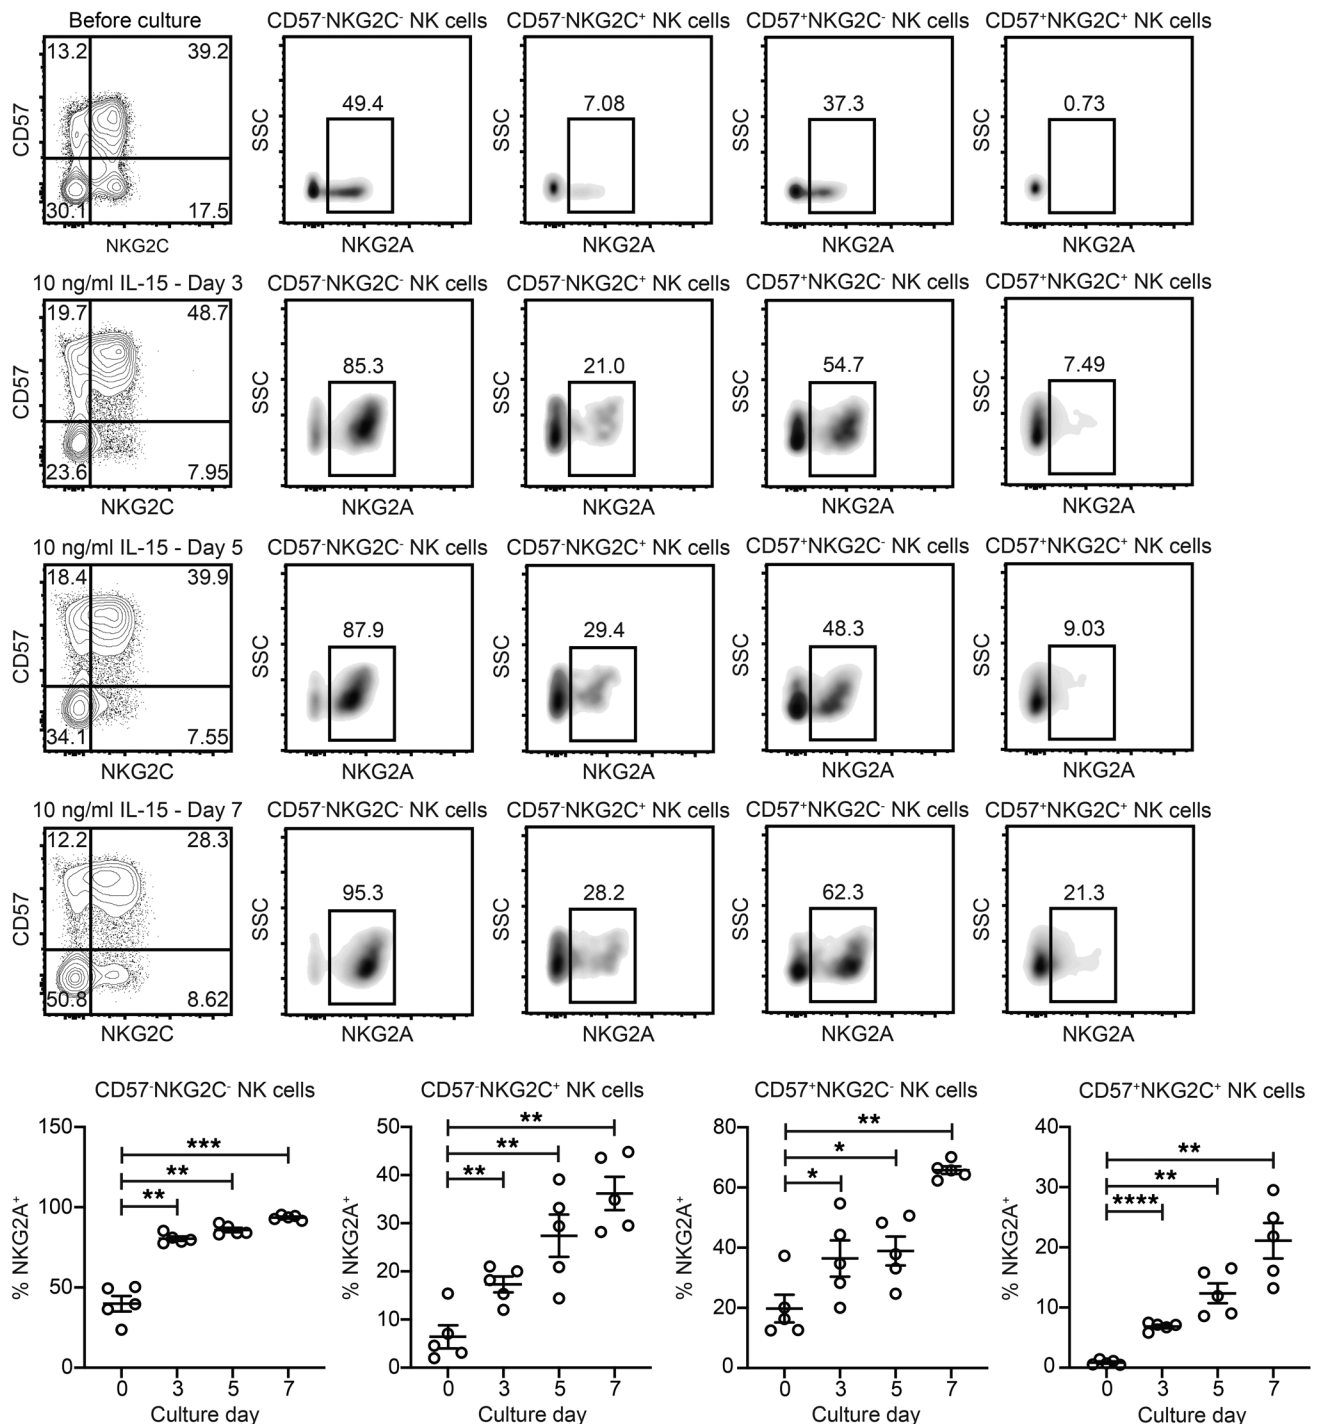 Before culture CD57⁻NKG2C⁻ NK cells CD57⁻NKG2C⁺ NK cells CD57⁺NKG2C⁻ NK cells CD57⁺NKG2C⁺ NK cells
13.2 39.2
49.4 7.08 37.3 0.73
CD57 SSC SSC SSC SSC
30.1 17.5
NKG2C NKG2A NKG2A NKG2A NKG2A
10 ng/ml IL-15 - Day 3 CD57⁻NKG2C⁻ NK cells CD57⁻NKG2C⁺ NK cells CD57⁺NKG2C⁻ NK cells CD57⁺NKG2C⁺ NK cells
19.7 48.7
85.3 21.0 54.7 7.49
CD57 SSC SSC SSC SSC
23.6 7.95
NKG2C NKG2A NKG2A NKG2A NKG2A
10 ng/ml IL-15 - Day 5 CD57⁻NKG2C⁻ NK cells CD57⁻NKG2C⁺ NK cells CD57⁺NKG2C⁻ NK cells CD57⁺NKG2C⁺ NK cells
18.4 39.9
87.9 29.4 48.3 9.03
CD57 SSC SSC SSC SSC
34.1 7.55
NKG2C NKG2A NKG2A NKG2A NKG2A
10 ng/ml IL-15 - Day 7 CD57⁻NKG2C⁻ NK cells CD57⁻NKG2C⁺ NK cells CD57⁺NKG2C⁻ NK cells CD57⁺NKG2C⁺ NK cells
12.2 28.3
95.3 28.2 62.3 21.3
CD57 SSC SSC SSC SSC
50.8 8.62
NKG2C NKG2A NKG2A NKG2A NKG2A
CD57⁻NKG2C⁻ NK cells
% NKG2A⁺
150
100
50
0
***
**
**
0 3 5 7
Culture day
CD57⁻NKG2C⁺ NK cells
% NKG2A⁺
50
40
30
20
10
0
**
**
**
0 3 5 7
Culture day
CD57⁺NKG2C⁻ NK cells
% NKG2A⁺
80
60
40
20
0
**
*
*
0 3 5 7
Culture day
CD57⁺NKG2C⁺ NK cells
% NKG2A⁺
40
30
20
10
0
**
**
****
0 3 5 7
Culture day